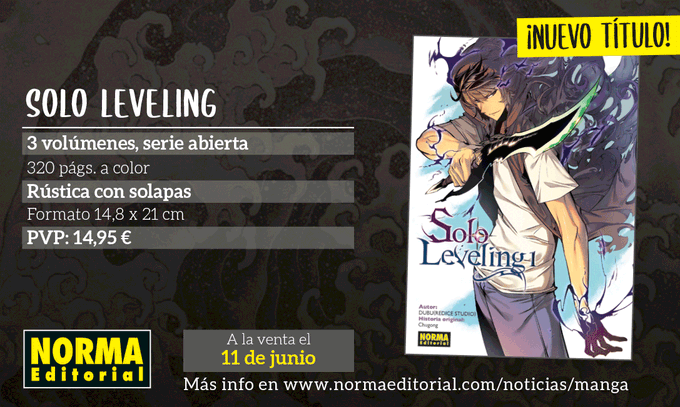 ¡NUEVO TÍTULO!
SOLO LEVELING
3 volúmenes, serie abierta
320 págs. a color
Rústica con solapas
Formato 14,8 x 21 cm
PVP: 14,95 €
Solo
Leveling 1
Autor:
DUBU(REDICE STUDIO)
Historia original:
Chugong
NORMA
Editorial
NORMA
Editorial
A la venta el
11 de junio
Más info en www.normaeditorial.com/noticias/manga